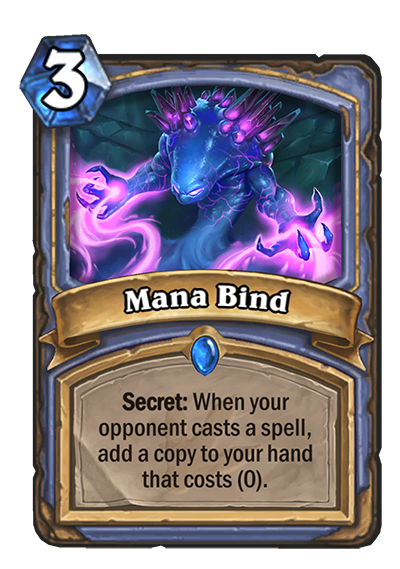 3
Mana Bind
Secret: When your
opponent casts a spell,
add a copy to your hand
that costs (0).